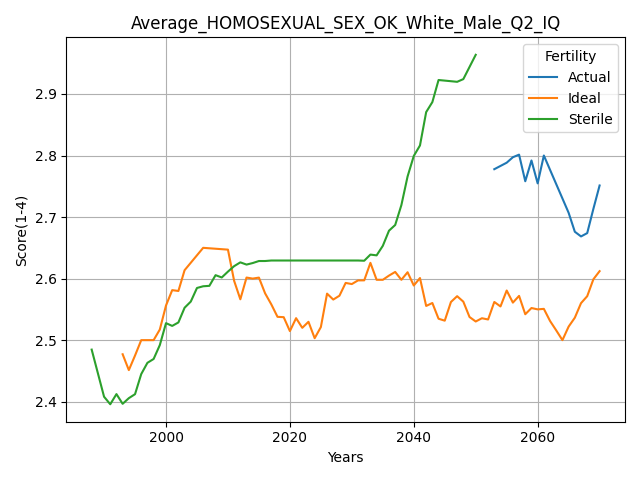 Average_HOMOSEXUAL_SEX_OK_White_Male_Q2_IQ
Fertility
Actual
Ideal
Sterile
Score(1-4)
2.9
2.8
2.7
2.6
2.5
2.4
2000
2020
2040
2060
Years